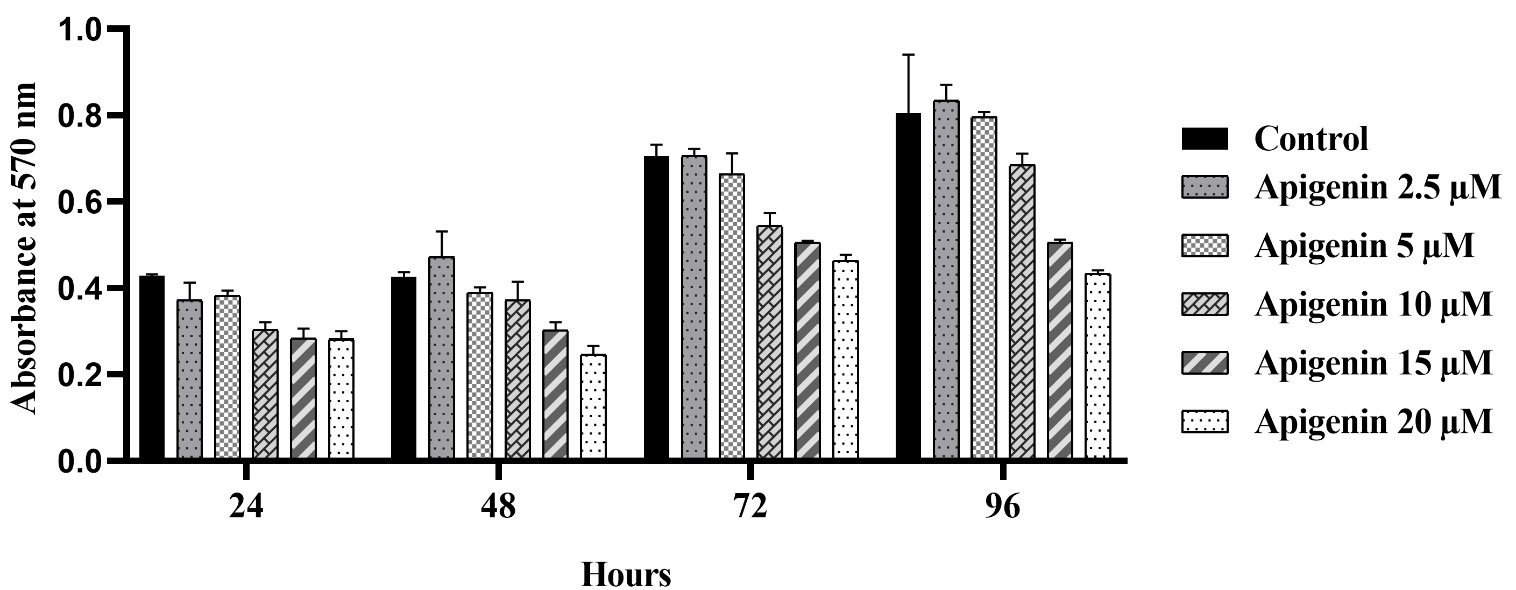 Absorbance at 570 nm
1.0
0.8
0.6
0.4
0.2
0.0
24 48 72 96
Hours
Control
Apigenin 2.5 μM
Apigenin 5 μM
Apigenin 10 μM
Apigenin 15 μM
Apigenin 20 μM